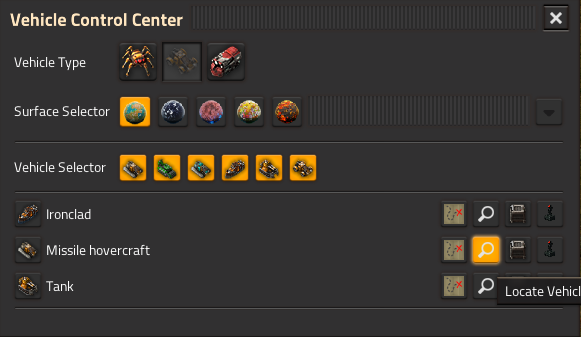 Vehicle Control Center
Vehicle Type
Surface Selector
Vehicle Selector
Ironclad
Missile hovercraft
Tank
Locate Vehicl